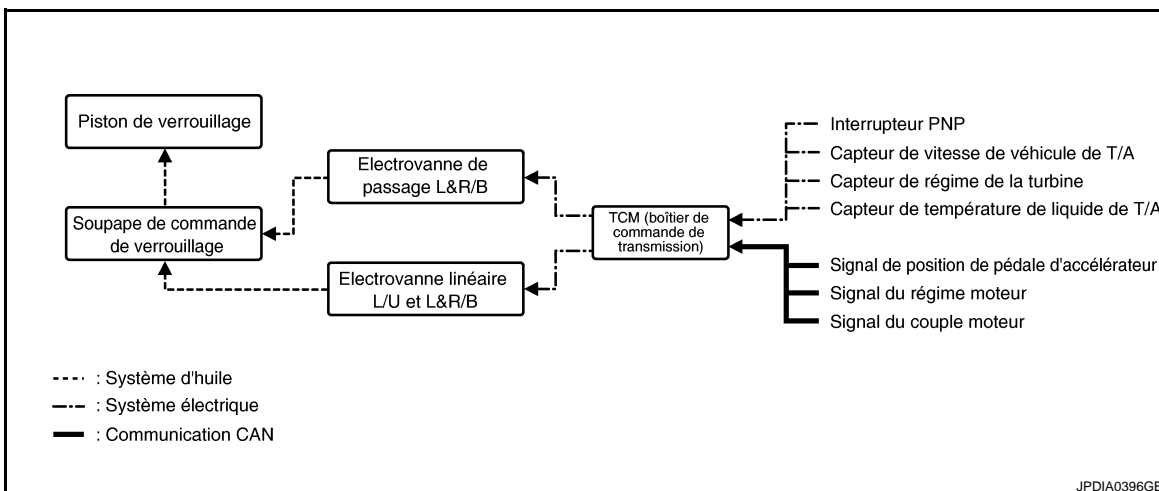 Piston de verrouillage
Soupape de commande
de verrouillage
Electrovanne de
passage L&R/B
Electrovanne linéaire
L/U et L&R/B
TCM (boîtier de
commande de
transmission)
Interrupteur PNP
Capteur de vitesse de véhicule de T/A
Capteur de régime de la turbine
Capteur de température de liquide de T/A
Signal de position de pédale d'accélérateur
Signal du régime moteur
Signal du couple moteur
: Système d'huile
: Système électrique
: Communication CAN
JPDIA0396GB